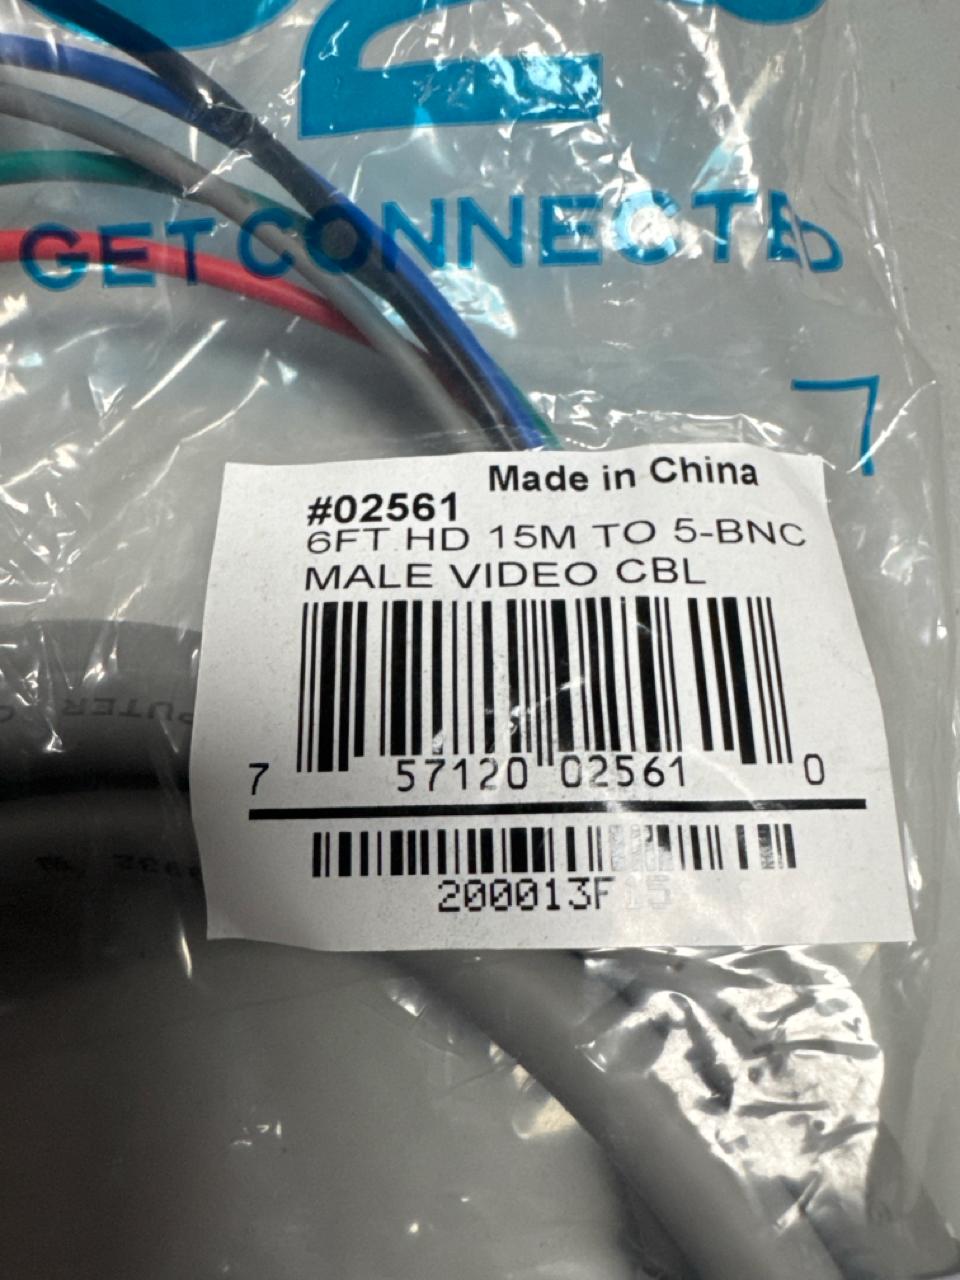 GET CONNECTED
Made in China
#02561
6FT HD 15M TO 5-BNC
MALE VIDEO CBL
7 57120 02561 0
200013F15